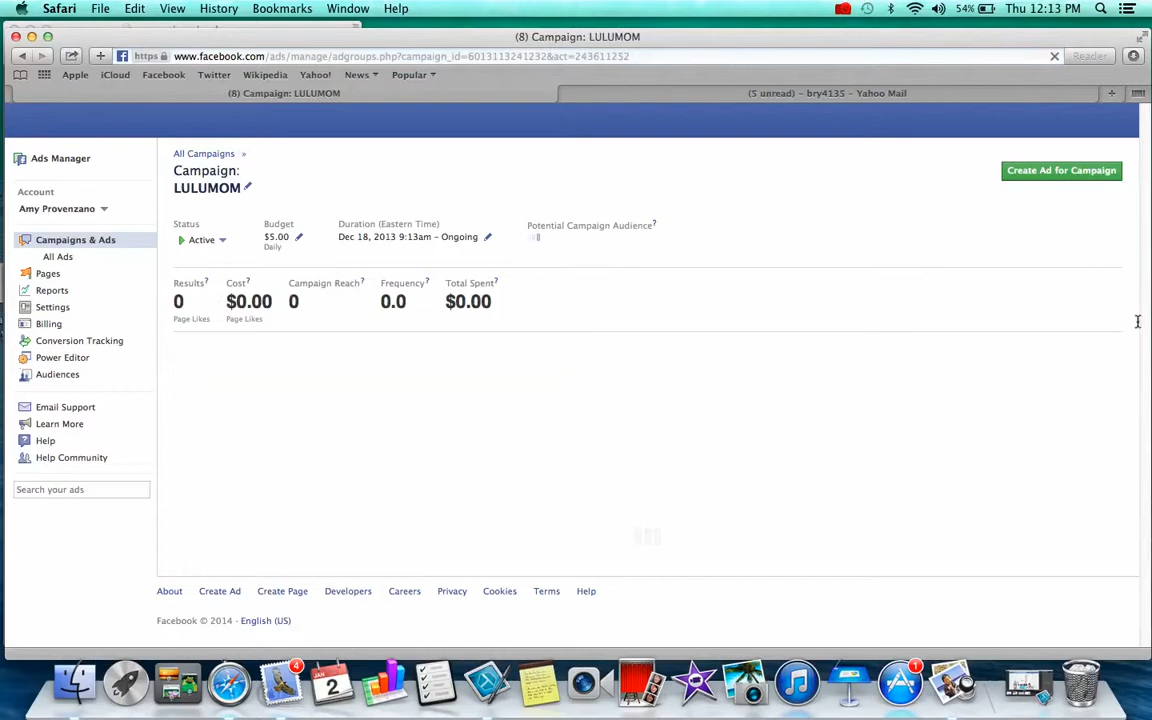 Safari File Edit View History Bookmarks Window Help 54% Thu 12:13 PM
(8) Campaign: LULUMOM
https www.facebook.com/ads/manage/adgroups.php?campaign_id=6013113241232&act=243611252 Reader
Apple iCloud Facebook Twitter Wikipedia Yahoo! News Popular
(8) Campaign: LULUMOM (5 unread) – bry4135 – Yahoo Mail
Ads Manager
Account
Amy Provenzano
Campaigns & Ads
All Ads
Pages
Reports
Settings
Billing
Conversion Tracking
Power Editor
Audiences
Email Support
Learn More
Help
Help Community
Search your ads
All Campaigns »
Campaign:
LULUMOM
Create Ad for Campaign
Status Budget Duration (Eastern Time) Potential Campaign Audience?
Active $5.00 Dec 18, 2013 9:13am – Ongoing
Daily
Results? Cost? Campaign Reach? Frequency? Total Spent?
0 $0.00 0 0.0 $0.00
Page Likes Page Likes
About Create Ad Create Page Developers Careers Privacy Cookies Terms Help
Facebook © 2014 · English (US)
4
2
1